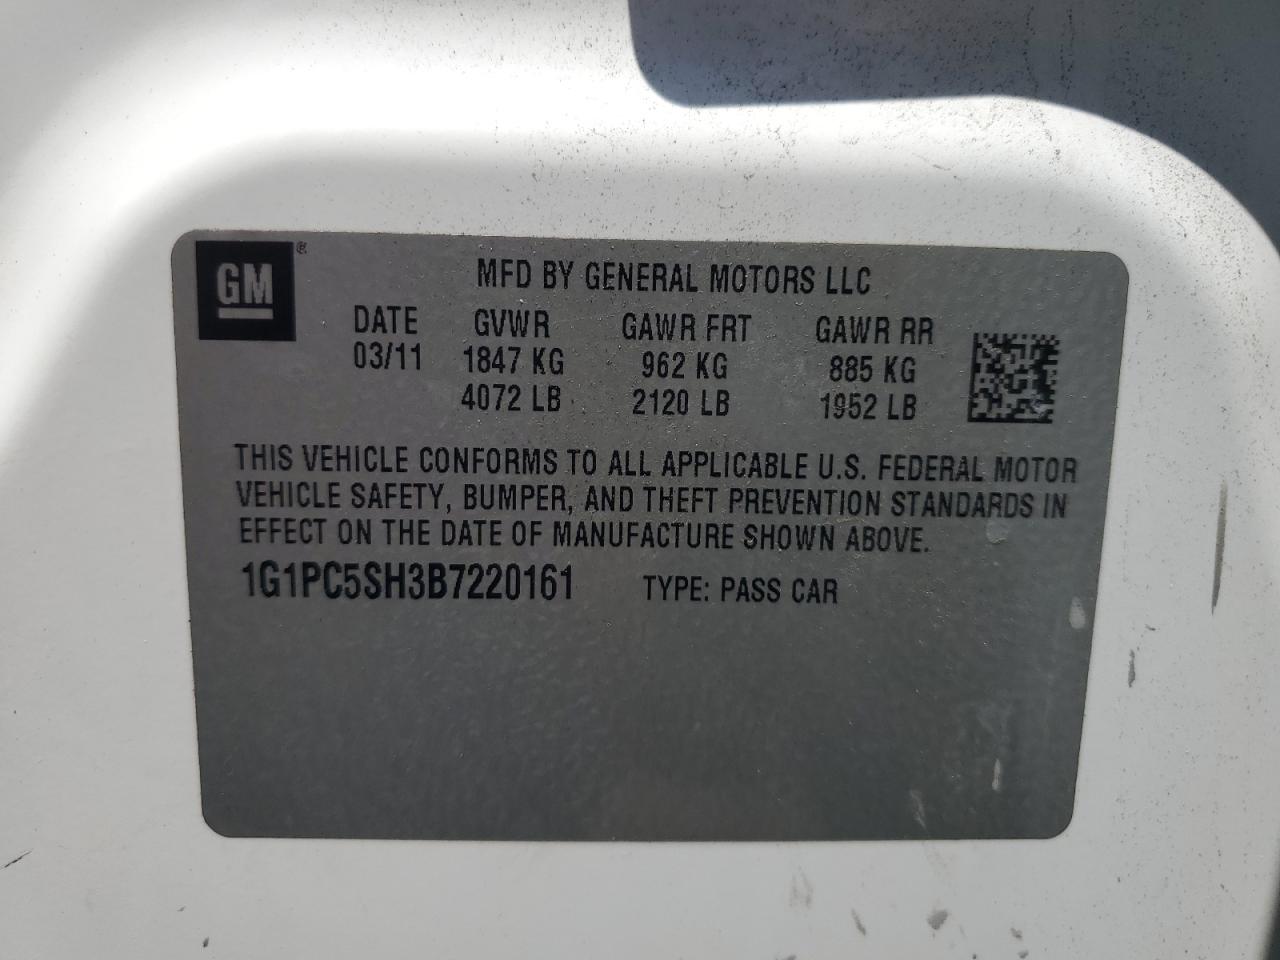 GM ®
MFD BY GENERAL MOTORS LLC
DATE GVWR GAWR FRT GAWR RR
03/11 1847 KG 962 KG 885 KG
4072 LB 2120 LB 1952 LB
THIS VEHICLE CONFORMS TO ALL APPLICABLE U.S. FEDERAL MOTOR
VEHICLE SAFETY, BUMPER, AND THEFT PREVENTION STANDARDS IN
EFFECT ON THE DATE OF MANUFACTURE SHOWN ABOVE.
1G1PC5SH3B7220161 TYPE: PASS CAR